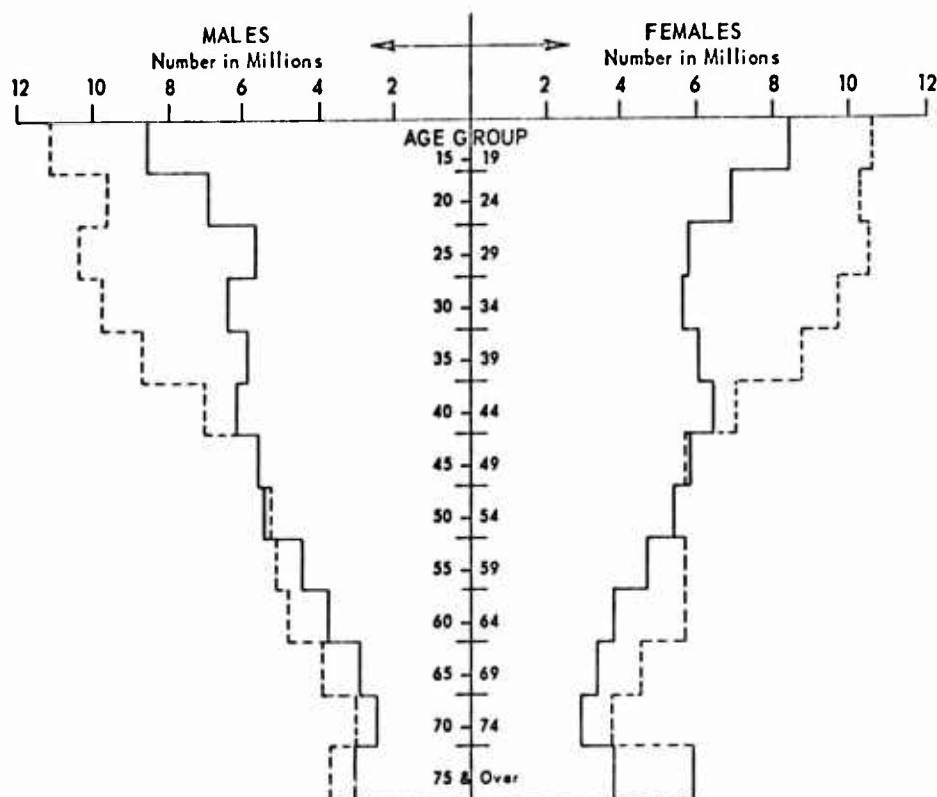 MALES
Number in Millions
FEMALES
Number in Millions
12 10 8 6 4 2 2 4 6 8 10 12
AGE GROUP
15 - 19
20 - 24
25 - 29
30 - 34
35 - 39
40 - 44
45 - 49
50 - 54
55 - 59
60 - 64
65 - 69
70 - 74
75 & Over